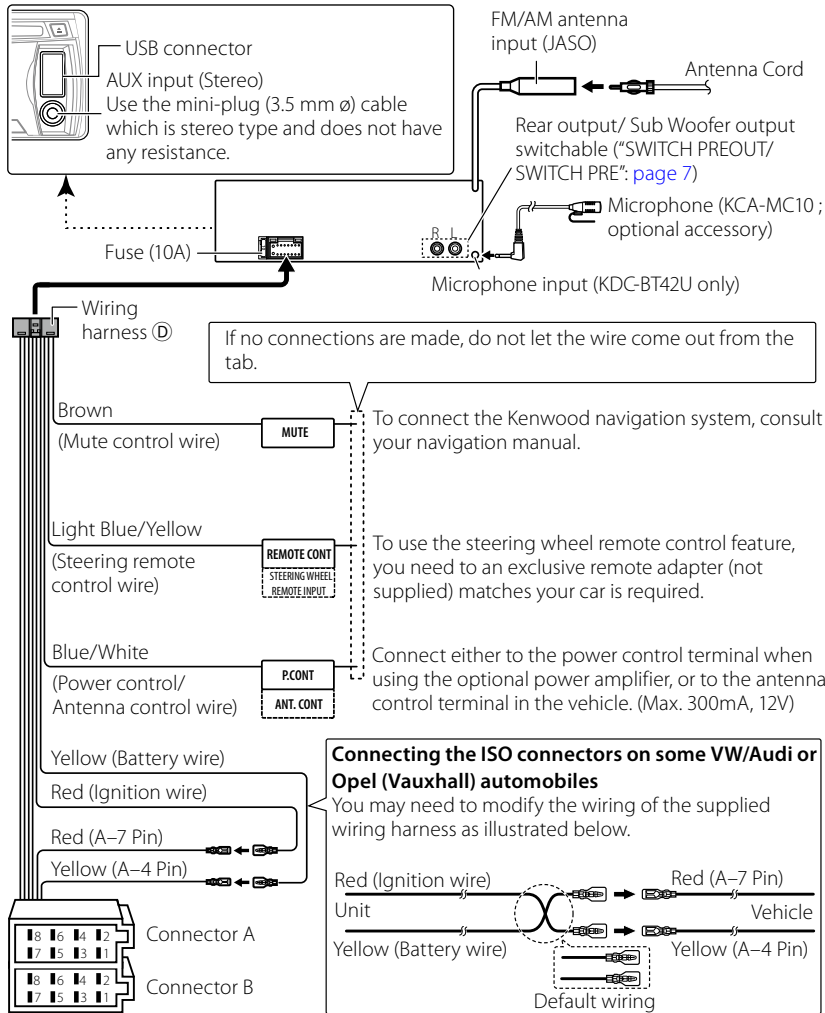 USB connector
AUX input (Stereo)
Use the mini-plug (3.5 mm ø) cable
which is stereo type and does not have
any resistance.
FM/AM antenna
input (JASO)
Antenna Cord
Rear output/ Sub Woofer output
switchable ("SWITCH PREOUT/
SWITCH PRE": page 7)
R L
Microphone (KCA-MC10 ;
optional accessory)
Fuse (10A)
Microphone input (KDC-BT42U only)
Wiring
harness Ⓓ
If no connections are made, do not let the wire come out from the
tab.
Brown
(Mute control wire)
MUTE
To connect the Kenwood navigation system, consult
your navigation manual.
Light Blue/Yellow
(Steering remote
control wire)
REMOTE CONT
STEERING WHEEL
REMOTE INPUT
To use the steering wheel remote control feature,
you need to an exclusive remote adapter (not
supplied) matches your car is required.
Blue/White
(Power control/
Antenna control wire)
P.CONT
ANT. CONT
Connect either to the power control terminal when
using the optional power amplifier, or to the antenna
control terminal in the vehicle. (Max. 300mA, 12V)
Yellow (Battery wire)
Red (Ignition wire)
Red (A–7 Pin)
Yellow (A–4 Pin)
Connecting the ISO connectors on some VW/Audi or
Opel (Vauxhall) automobiles
You may need to modify the wiring of the supplied
wiring harness as illustrated below.
Red (Ignition wire)
Red (A–7 Pin)
Unit
Vehicle
Yellow (Battery wire)
Yellow (A–4 Pin)
Default wiring
8 6 4 2
7 5 3 1
Connector A
8 6 4 2
7 5 3 1
Connector B